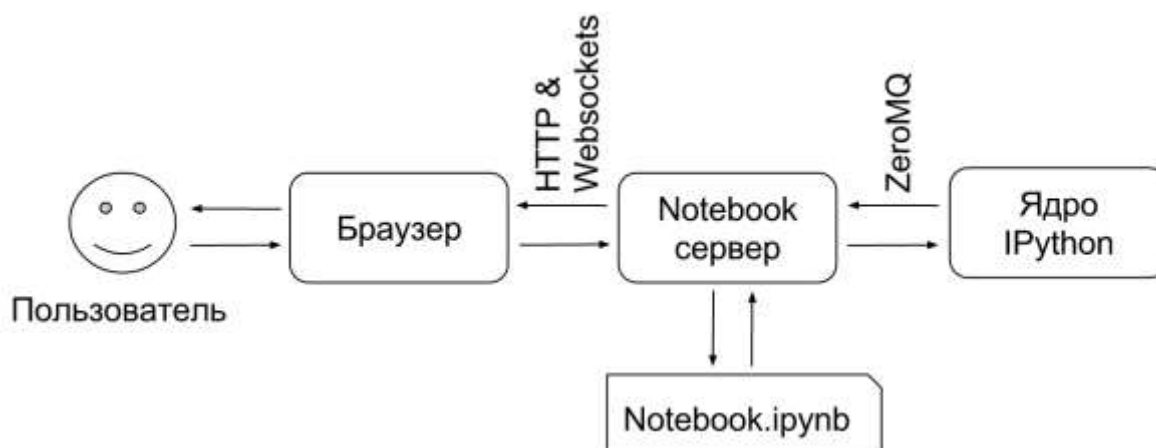 HTTP &
Websockets
ZeroMQ
Браузер
Notebook
сервер
Ядро
IPython
Пользователь
Notebook.ipynb